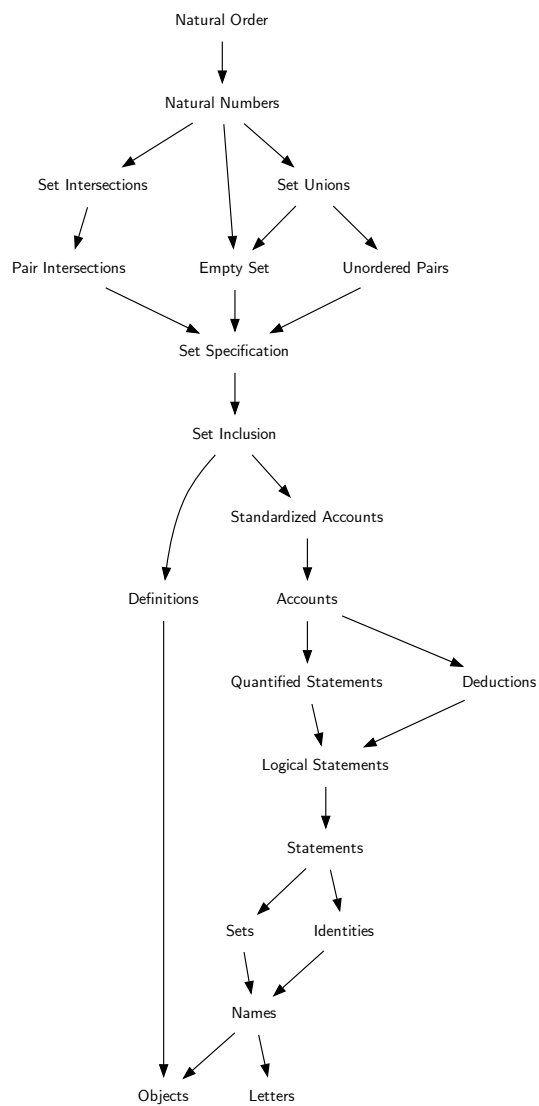 Natural Order
Natural Numbers
Set Intersections
Set Unions
Pair Intersections
Empty Set
Unordered Pairs
Set Specification
Set Inclusion
Standardized Accounts
Definitions
Accounts
Quantified Statements
Deductions
Logical Statements
Statements
Sets
Identities
Names
Objects
Letters